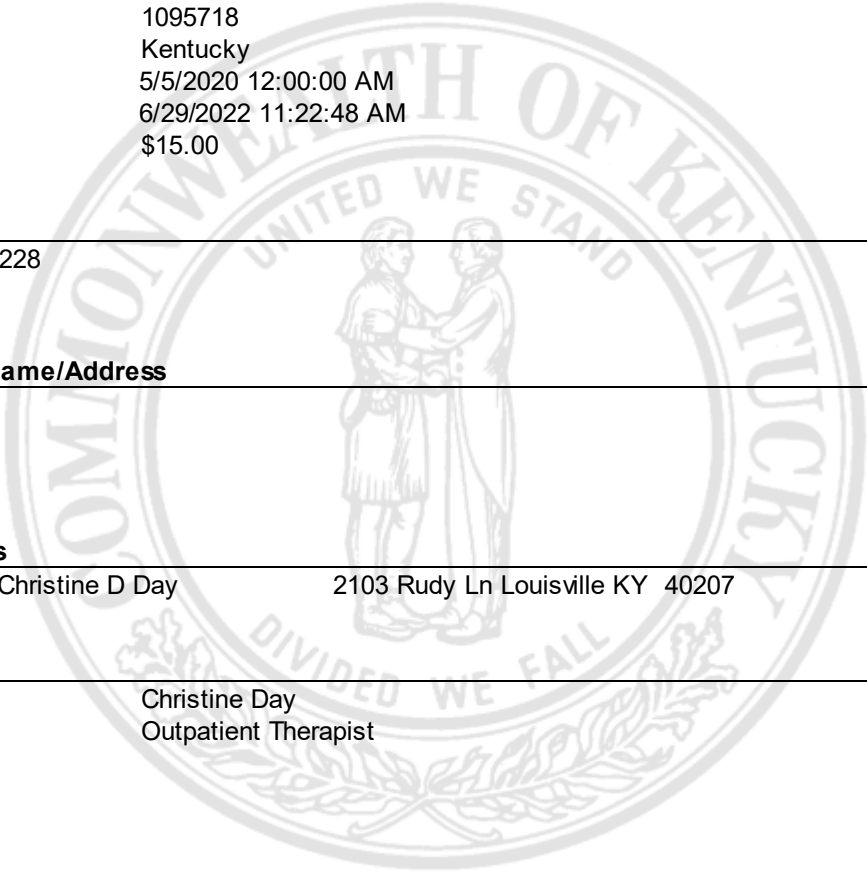 1095718
Kentucky
5/5/2020 12:00:00 AM
6/29/2022 11:22:48 AM
$15.00
COMMONWEALTH OF KENTUCKY
UNITED WE STAND
228
ame/Address
s
Christine D Day 2103 Rudy Ln Louisville KY 40207
DIVIDED WE FALL
Christine Day
Outpatient Therapist